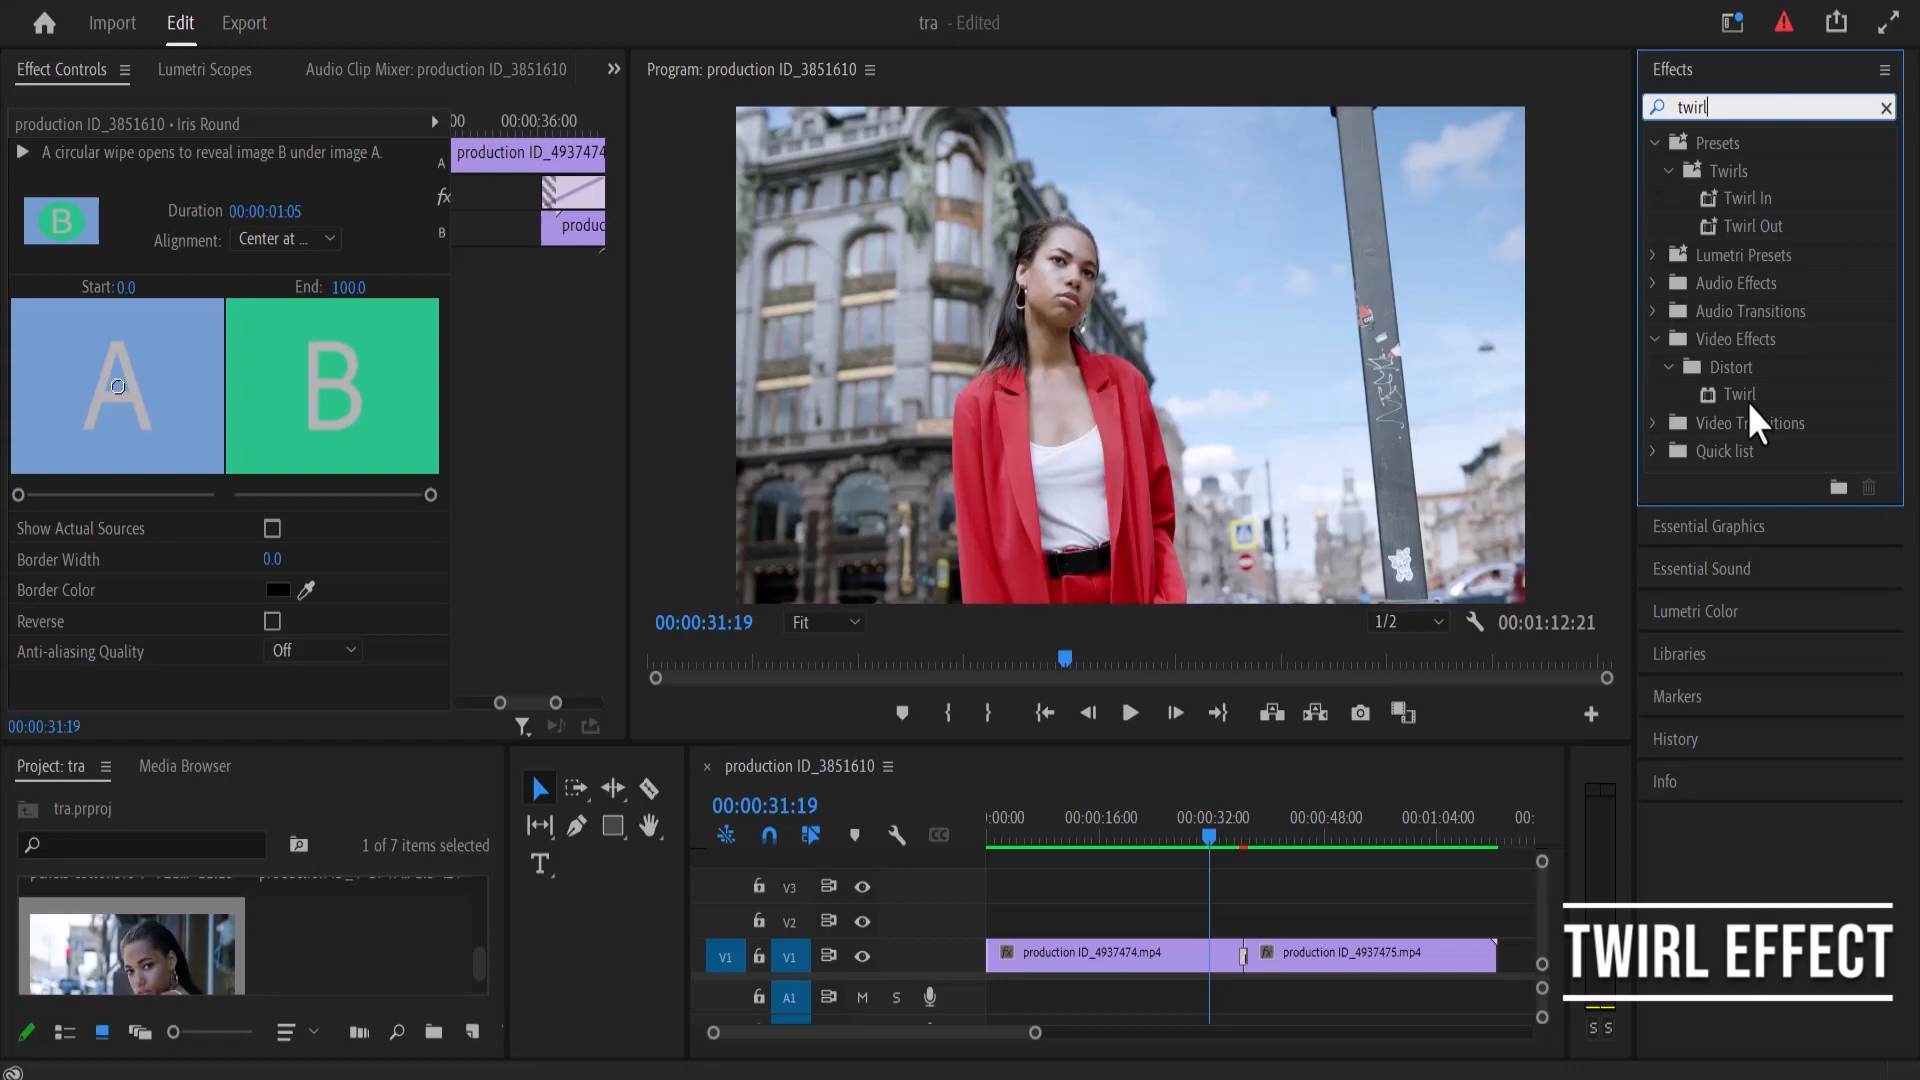 Import
Edit
Export
tra - Edited
Effect Controls
Lumetri Scopes
Audio Clip Mixer: production ID_3851610
production ID_3851610 • Iris Round
A circular wipe opens to reveal image B under image A.
B
Duration 00:00:01:05
Alignment: Center at ...
Start: 0.0
End: 100.0
A
B
Show Actual Sources
Border Width 0.0
Border Color
Reverse
Anti-aliasing Quality Off
00:00:31:19
:00 00:00:36:00
A production ID_4937474
fx
B produc
Program: production ID_3851610
00:00:31:19
Fit
1/2
00:01:12:21
Effects
twirl
Presets
Twirls
Twirl In
Twirl Out
Lumetri Presets
Audio Effects
Audio Transitions
Video Effects
Distort
Twirl
Video Tr itions
Quick list
Essential Graphics
Essential Sound
Lumetri Color
Libraries
Markers
History
Info
Project: tra
Media Browser
tra.prproj
1 of 7 items selected
T
× production ID_3851610
00:00:31:19
CC
:00:00 00:00:16:00 00:00:32:00 00:00:48:00 00:01:04:00 00:
V3
V2
V1 V1
fx production ID_4937474.mp4
fx production ID_4937475.mp4
A1 M S
S S
TWIRL EFFECT